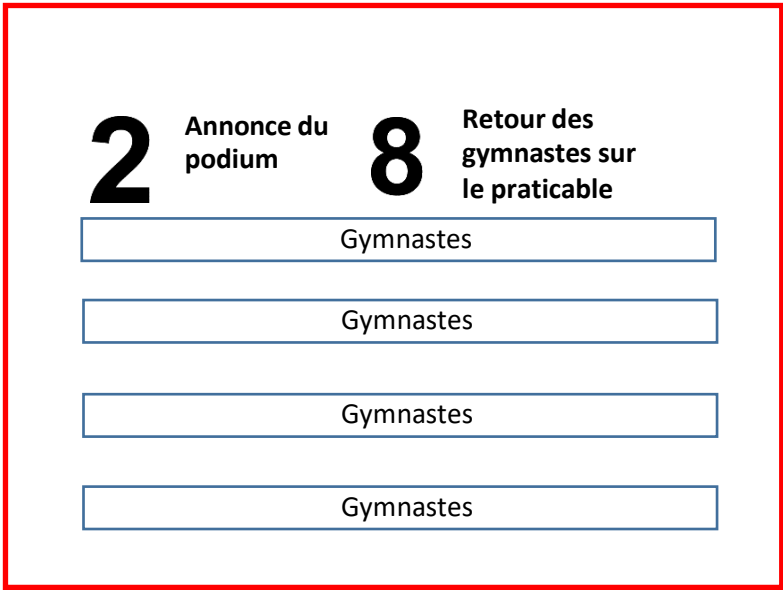 2
Annonce du
podium
8
Retour des
gymnastes sur
le praticable
Gymnastes
Gymnastes
Gymnastes
Gymnastes